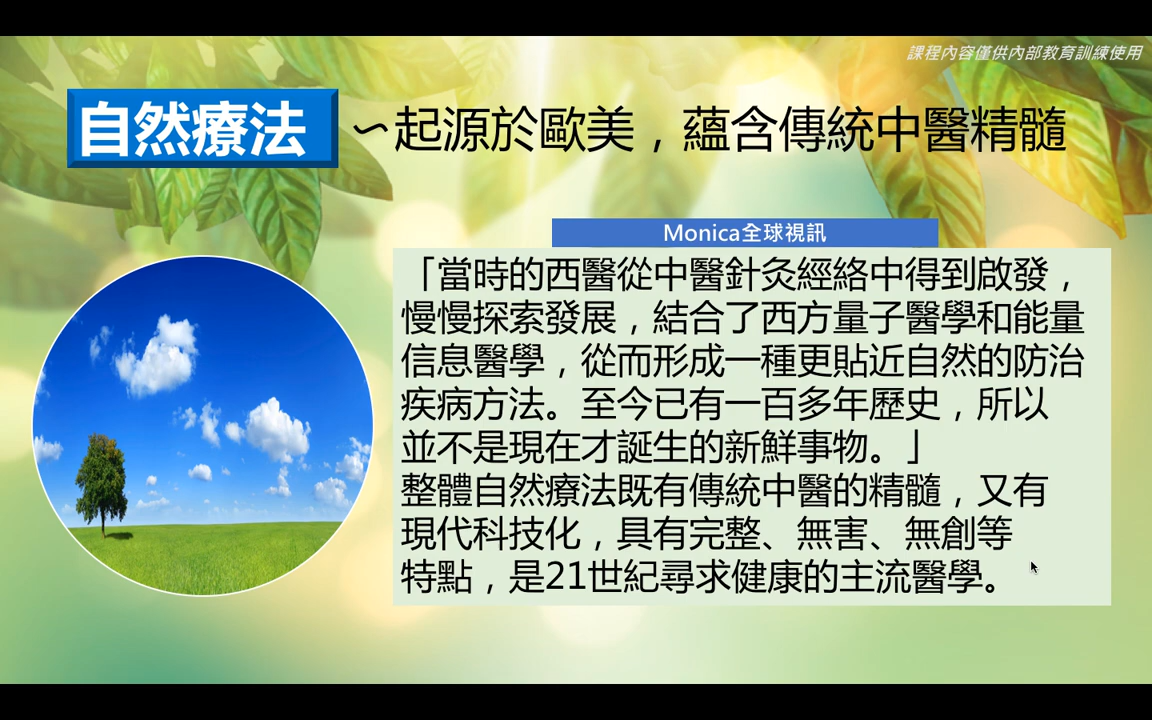 課程內容僅供內部教育訓練使用
自然療法 ~起源於歐美，蘊含傳統中醫精髓
Monica全球視訊
「當時的西醫從中醫針灸經絡中得到啟發，
慢慢探索發展，結合了西方量子醫學和能量
信息醫學，從而形成一種更貼近自然的防治
疾病方法。至今已有一百多年歷史，所以
並不是現在才誕生的新鮮事物。」
整體自然療法既有傳統中醫的精髓，又有
現代科技化，具有完整、無害、無創等
特點，是21世紀尋求健康的主流醫學。